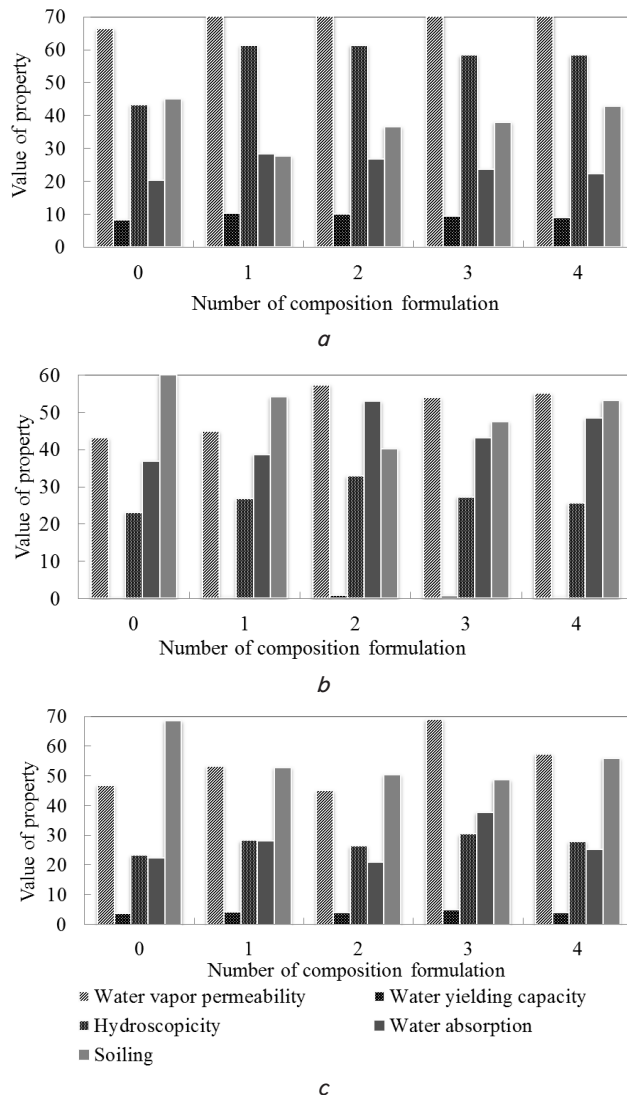 70
60
50
40
30
20
10
0
Value of property
0 1 2 3 4
Number of composition formulation
a
60
50
40
30
20
10
0
Value of property
0 1 2 3 4
Number of composition formulation
b
70
60
50
40
30
20
10
0
Value of property
0 1 2 3 4
Number of composition formulation
Water vapor permeability Water yielding capacity
Hydroscopicity Water absorption
Soiling
c